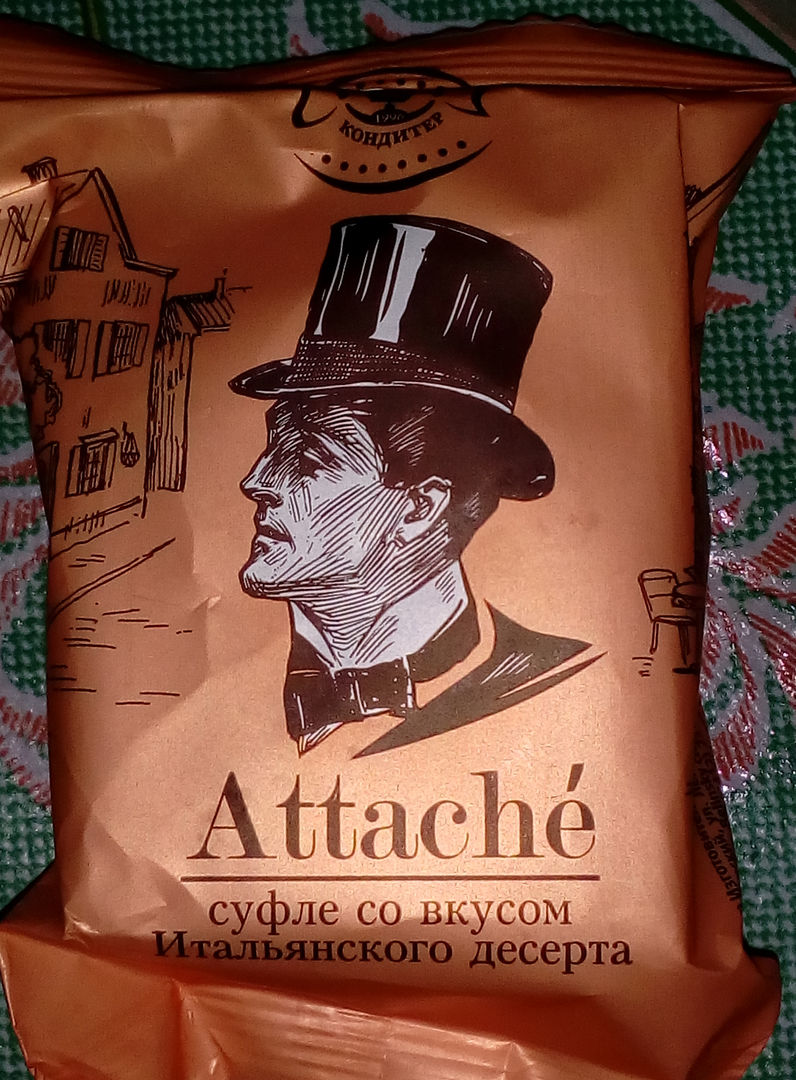 1996
КОНДИТЕР
Attaché
суфле со вкусом
Итальянского десерта